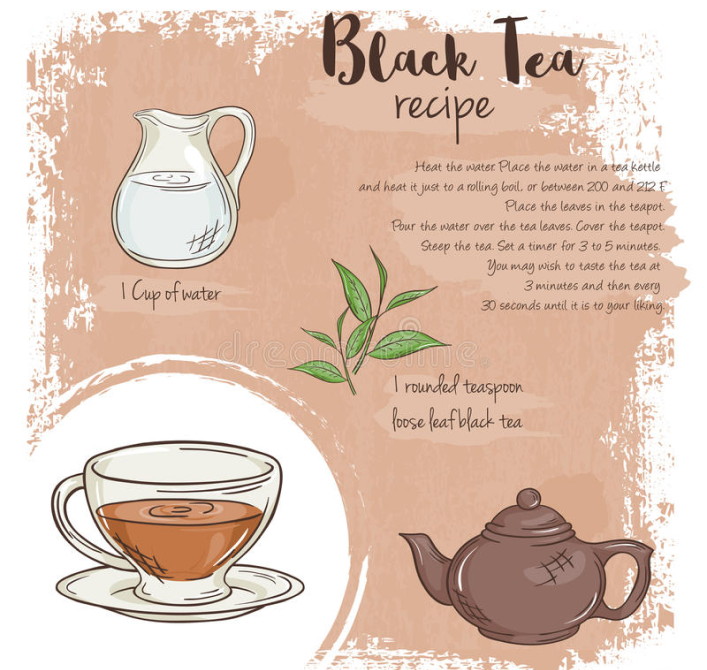 Black Tea
recipe
Heat the water. Place the water in a tea kettle
and heat it just to a rolling boil, or between 200 and 212 F.
Place the leaves in the teapot.
Pour the water over the tea leaves. Cover the teapot.
Steep the tea. Set a timer for 3 to 5 minutes.
You may wish to taste the tea at
3 minutes and then every
30 seconds until it is to your liking.
1 Cup of water
dreamstime.com
1 rounded teaspoon
loose leaf black tea